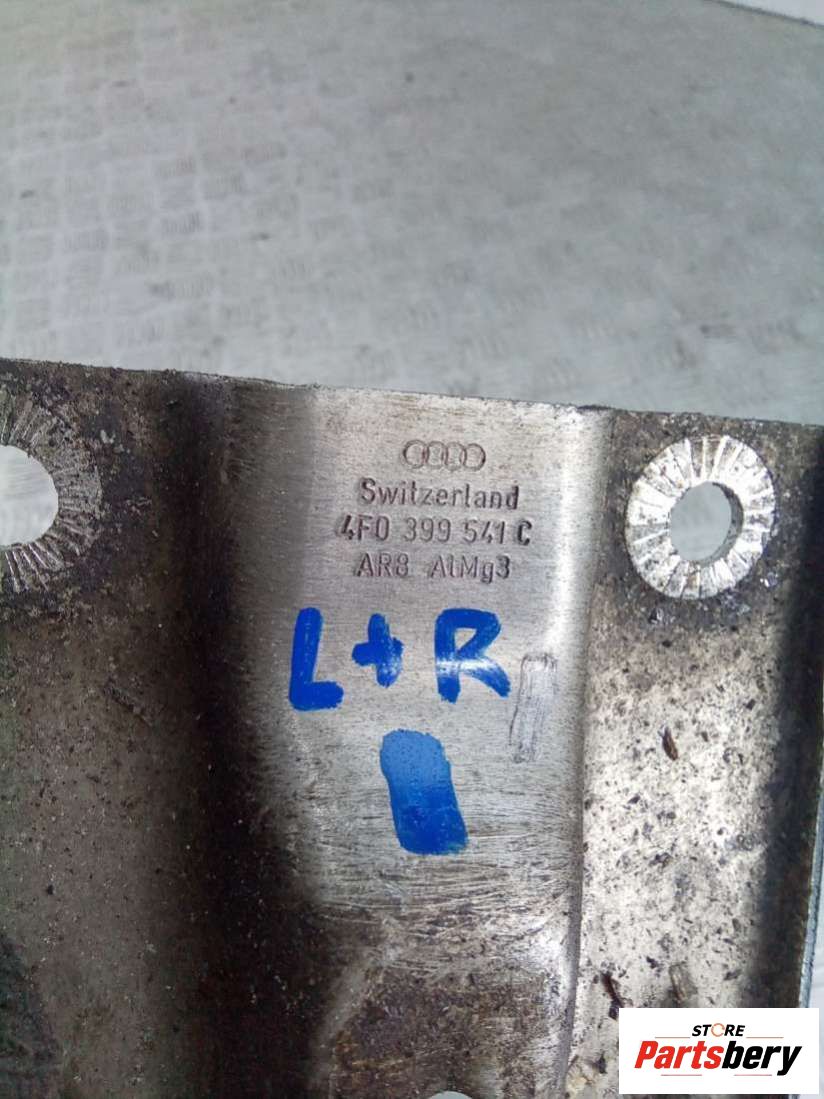 Switzerland
4F0 399 541 C
AR8 AlMg3
L+R
STORE
Partsbery